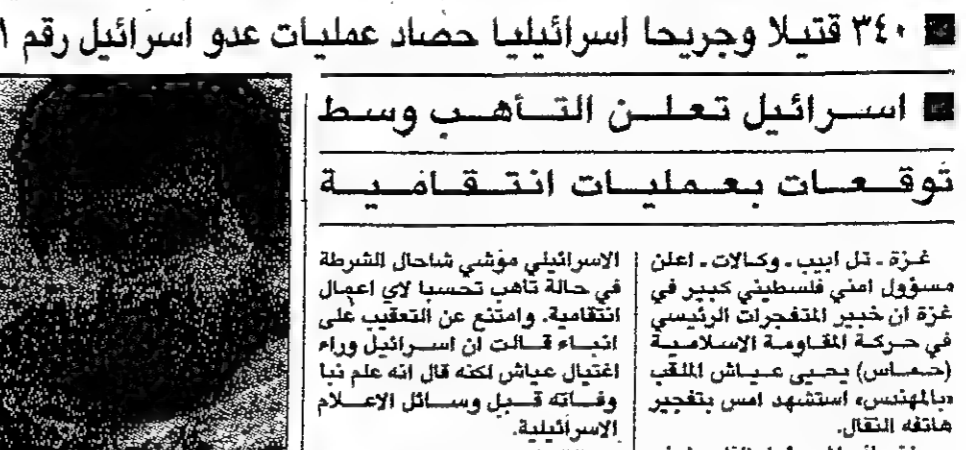 ٣٤٠ قتيلا وجريحا اسرائيليا حصاد عمليات عدو اسرائيل رقم ١
اسرائيل تعلن التأهب وسط
توقعات بعمليات انتقامية
غزة ـ تل ابيب ـ وكالات ـ اعلن
مسؤول امني فلسطيني كبير في
غزة ان خبير المتفجرات الرئيسي
في حركة المقاومة الاسلامية
(حماس) يحيى عياش الملقب
«بالمهندس» استشهد امس بتفجير
هاتفه النقال.
الاسرائيلي موشي شاحال الشرطة
في حالة تاهب تحسبا لاي اعمال
انتقامية. وامتنع عن التعقيب على
انباء قالت ان اسرائيل وراء
اغتيال عياش لكنه قال انه علم نبا
وفاته قبل وسائل الاعلام
الاسرائيلية.